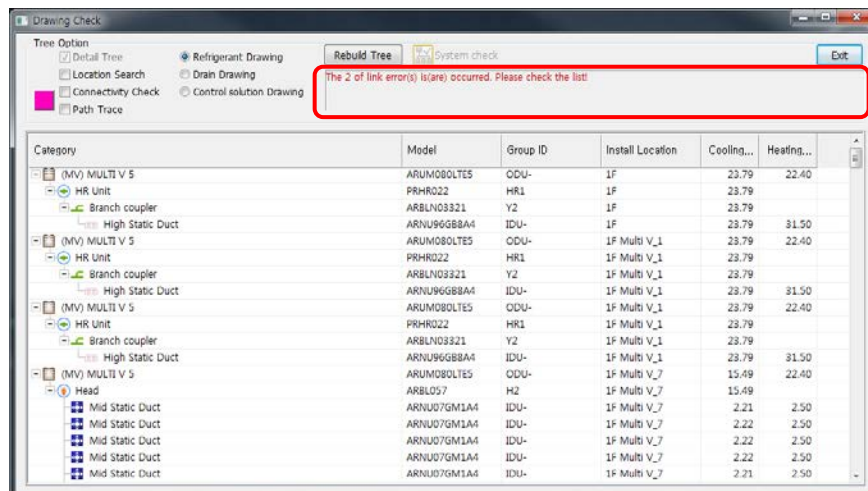 Drawing Check
Tree Option
Detail Tree
Refrigerant Drawing
Rebuild Tree
System check
Exit
Location Search
Drain Drawing
The 2 of link error(s) is(are) occurred. Please check the list!
Connectivity Check
Control solution Drawing
Path Trace
Category Model Group ID Install Location Cooling... Heating...
(MV) MULTI V 5 ARUM080LTE5 ODU- 1F 23.79 22.40
HR Unit PRHR022 HR1 1F 23.79
Branch coupler ARBLN03321 Y2 1F 23.79
High Static Duct ARNU96GB8A4 IDU- 1F 23.79 31.50
(MV) MULTI V 5 ARUM080LTE5 ODU- 1F Multi V_1 23.79 22.40
HR Unit PRHR022 HR1 1F Multi V_1 23.79
Branch coupler ARBLN03321 Y2 1F Multi V_1 23.79
High Static Duct ARNU96GB8A4 IDU- 1F Multi V_1 23.79 31.50
(MV) MULTI V 5 ARUM080LTE5 ODU- 1F Multi V_1 23.79 22.40
HR Unit PRHR022 HR1 1F Multi V_1 23.79
Branch coupler ARBLN03321 Y2 1F Multi V_1 23.79
High Static Duct ARNU96GB8A4 IDU- 1F Multi V_1 23.79 31.50
(MV) MULTI V 5 ARUM080LTE5 ODU- 1F Multi V_7 15.49 22.40
Head ARBL057 H2 1F Multi V_7 15.49
Mid Static Duct ARNU07GM1A4 IDU- 1F Multi V_7 2.21 2.50
Mid Static Duct ARNU07GM1A4 IDU- 1F Multi V_7 2.22 2.50
Mid Static Duct ARNU07GM1A4 IDU- 1F Multi V_7 2.22 2.50
Mid Static Duct ARNU07GM1A4 IDU- 1F Multi V_7 2.22 2.50
Mid Static Duct ARNU07GM1A4 IDU- 1F Multi V_7 2.21 2.50